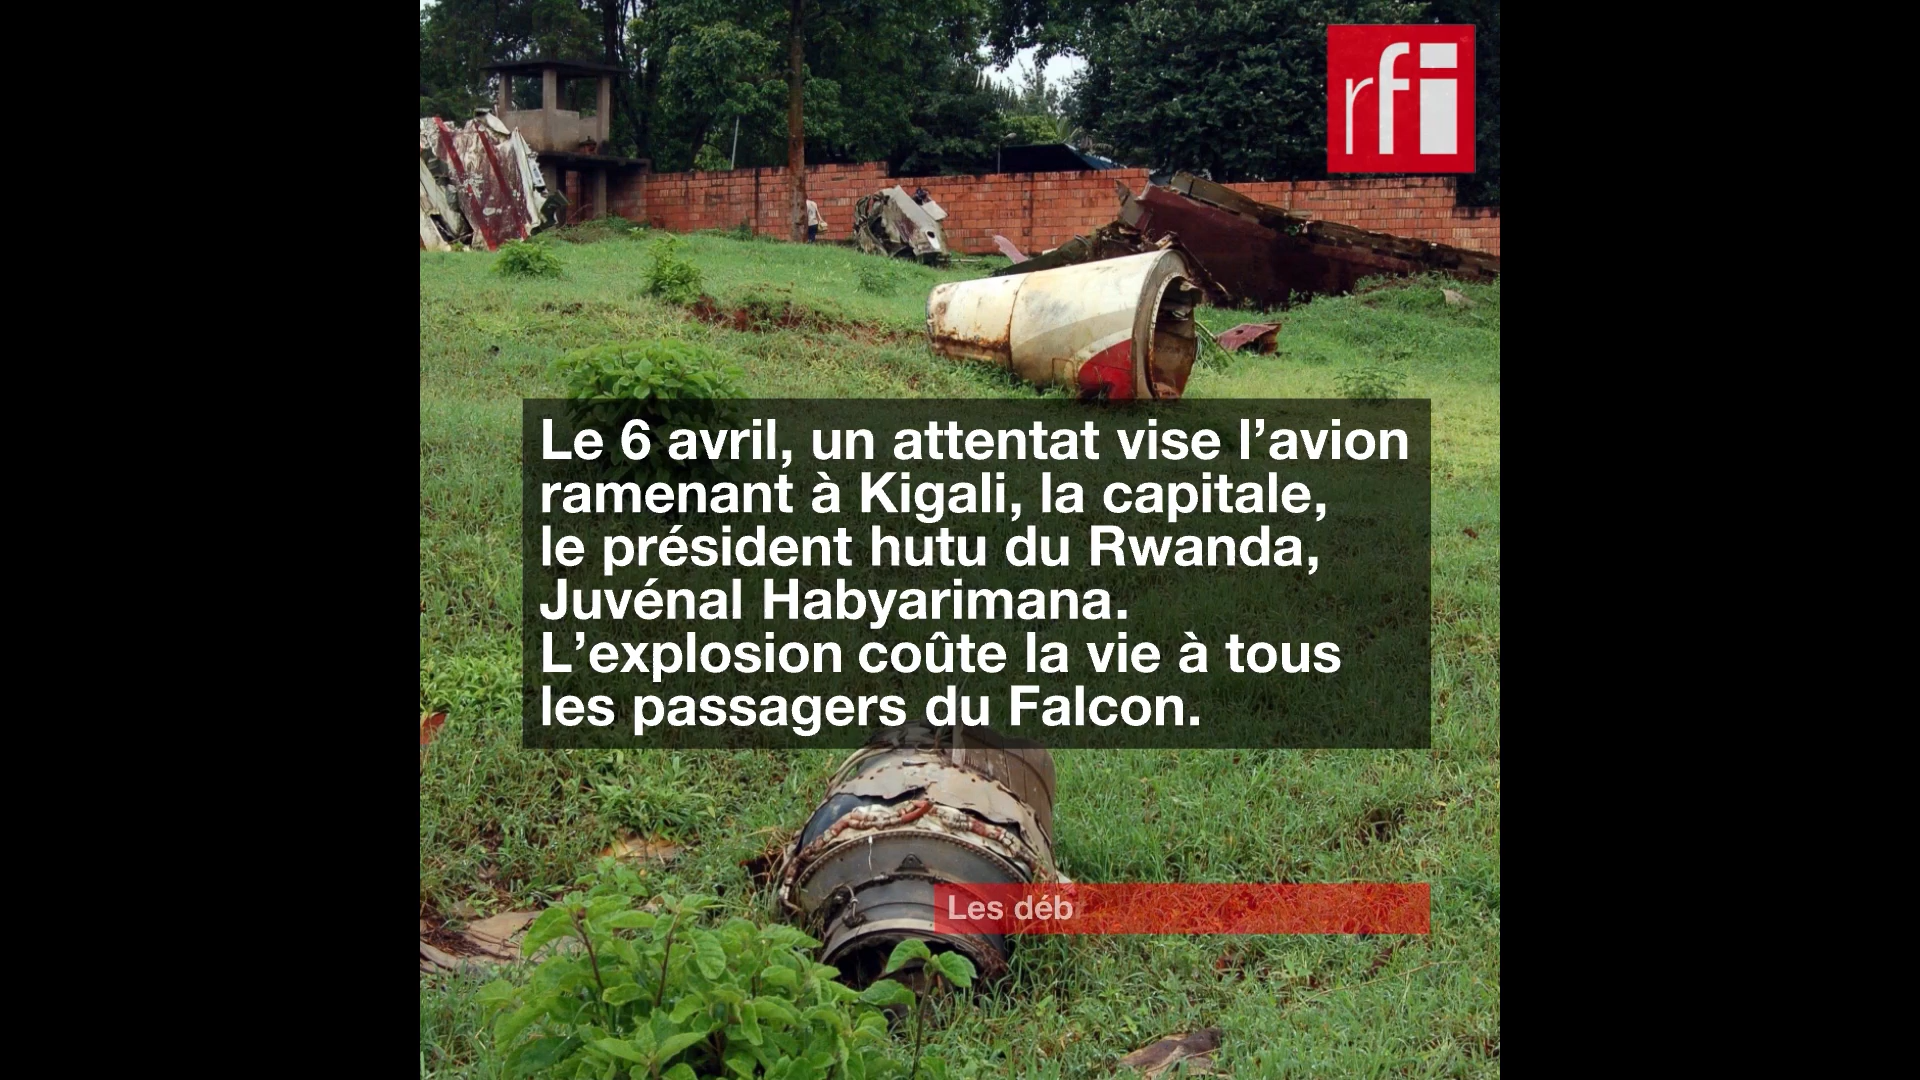 rfi
Le 6 avril, un attentat vise l’avion
ramenant à Kigali, la capitale,
le président hutu du Rwanda,
Juvénal Habyarimana.
L’explosion coûte la vie à tous
les passagers du Falcon.
Les déb